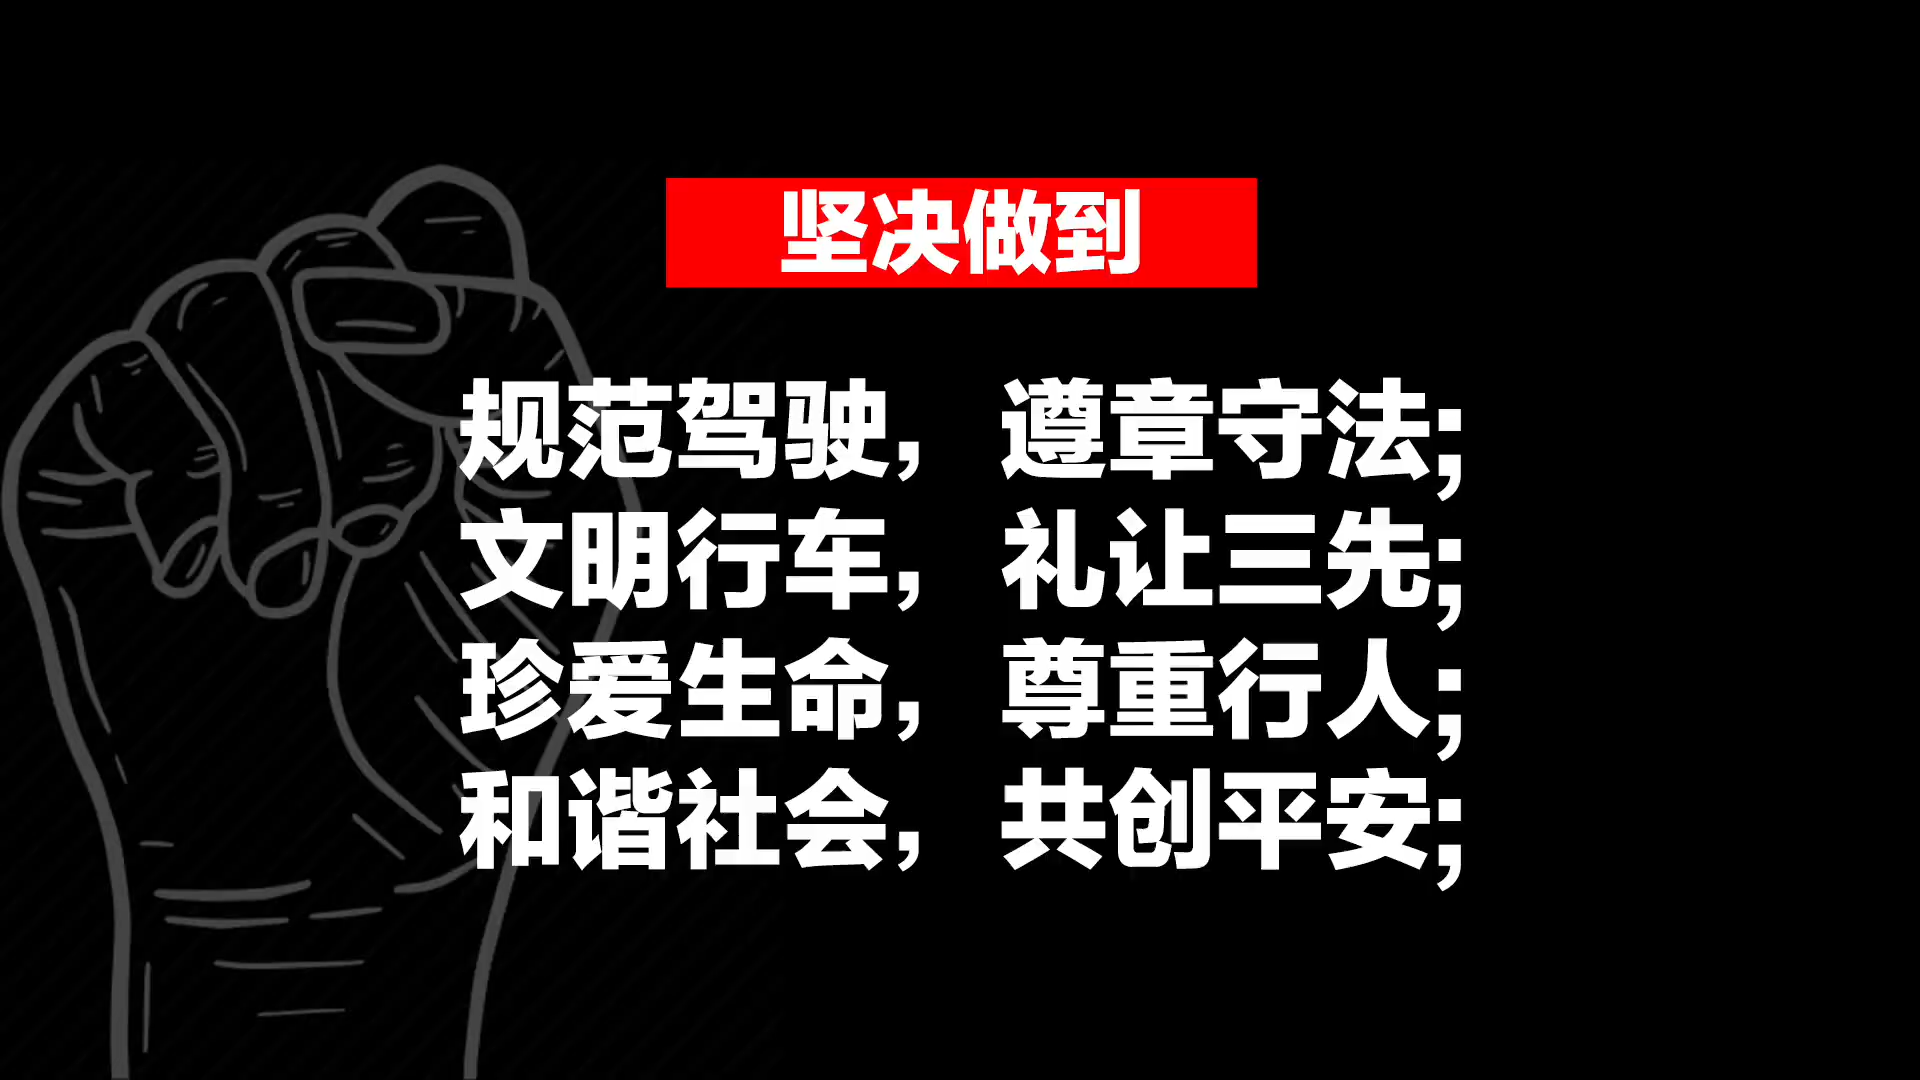 坚决做到
规范驾驶，遵章守法;
文明行车，礼让三先;
珍爱生命，尊重行人;
和谐社会，共创平安;